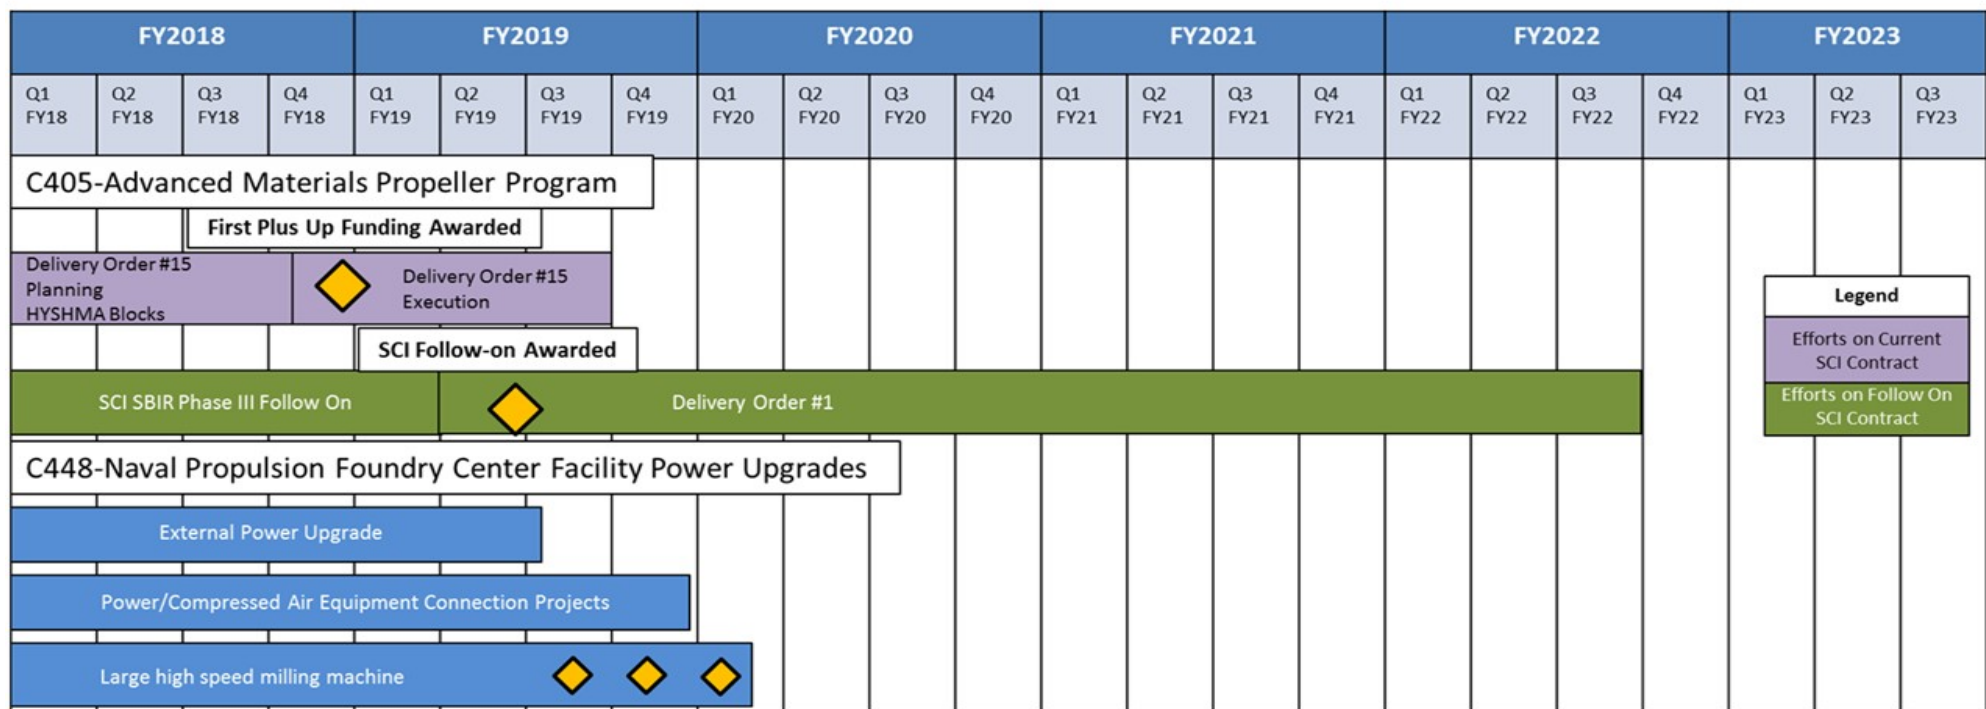 FY2018 FY2019 FY2020 FY2021 FY2022 FY2023
Q1 Q2 Q3 Q4 Q1 Q2 Q3 Q4 Q1 Q2 Q3 Q4 Q1 Q2 Q3 Q4 Q1 Q2 Q3 Q4 Q1 Q2 Q3
FY18 FY18 FY18 FY18 FY19 FY19 FY19 FY19 FY20 FY20 FY20 FY20 FY21 FY21 FY21 FY21 FY22 FY22 FY22 FY22 FY23 FY23 FY23
C405-Advanced Materials Propeller Program
First Plus Up Funding Awarded
Delivery Order #15
Planning
HYSHMA Blocks
Delivery Order #15
Execution
Legend
Efforts on Current
SCI Contract
Efforts on Follow On
SCI Contract
SCI Follow-on Awarded
SCI SBIR Phase III Follow On
Delivery Order #1
C448-Naval Propulsion Foundry Center Facility Power Upgrades
External Power Upgrade
Power/Compressed Air Equipment Connection Projects
Large high speed milling machine